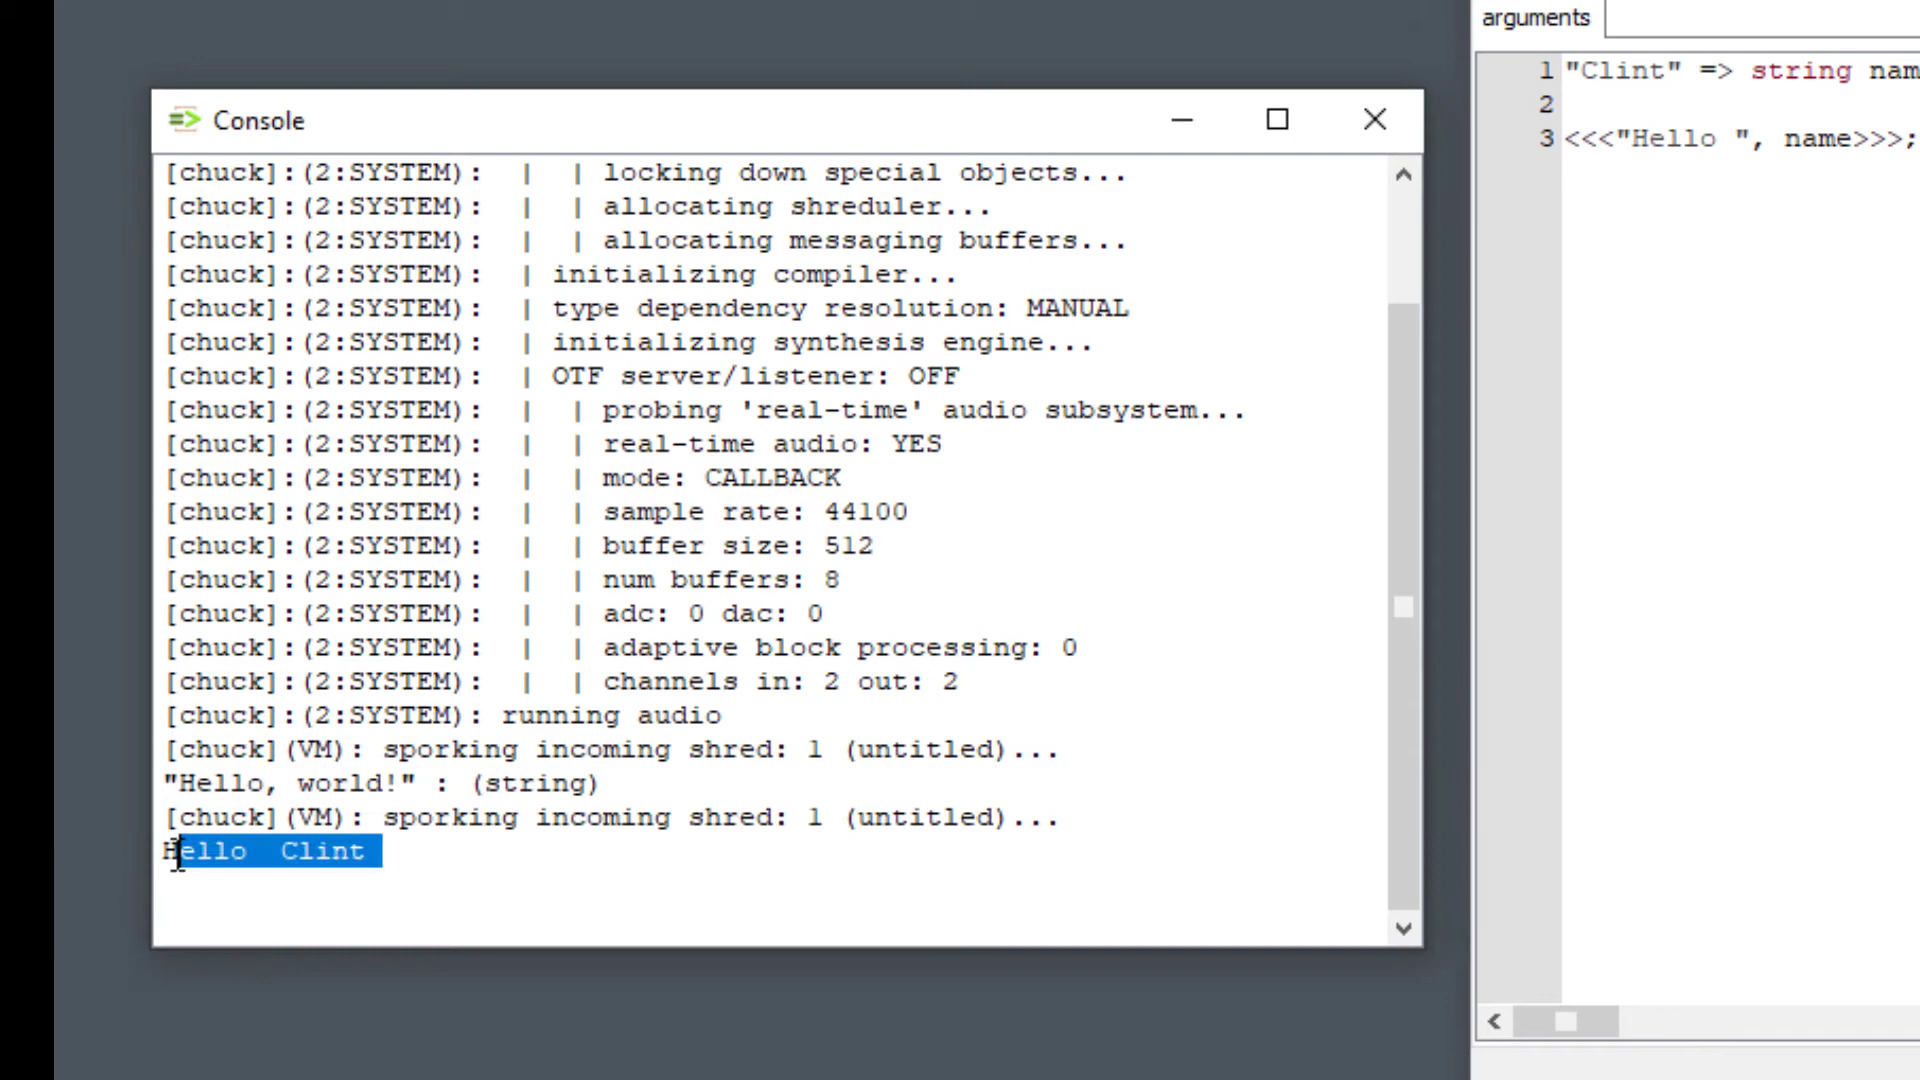 Console
[chuck]:(2:SYSTEM):  |  | locking down special objects...
[chuck]:(2:SYSTEM):  |  | allocating shreduler...
[chuck]:(2:SYSTEM):  |  | allocating messaging buffers...
[chuck]:(2:SYSTEM):  | initializing compiler...
[chuck]:(2:SYSTEM):  | type dependency resolution: MANUAL
[chuck]:(2:SYSTEM):  | initializing synthesis engine...
[chuck]:(2:SYSTEM):  | OTF server/listener: OFF
[chuck]:(2:SYSTEM):  |  | probing 'real-time' audio subsystem...
[chuck]:(2:SYSTEM):  |  | real-time audio: YES
[chuck]:(2:SYSTEM):  |  | mode: CALLBACK
[chuck]:(2:SYSTEM):  |  | sample rate: 44100
[chuck]:(2:SYSTEM):  |  | buffer size: 512
[chuck]:(2:SYSTEM):  |  | num buffers: 8
[chuck]:(2:SYSTEM):  |  | adc: 0 dac: 0
[chuck]:(2:SYSTEM):  |  | adaptive block processing: 0
[chuck]:(2:SYSTEM):  |  | channels in: 2 out: 2
[chuck]:(2:SYSTEM): running audio
[chuck](VM): sporking incoming shred: 1 (untitled)...
"Hello, world!" : (string)
[chuck](VM): sporking incoming shred: 1 (untitled)...
Hello  Clint
arguments
1 "Clint" => string nam
2
3 <<<"Hello ", name>>>;